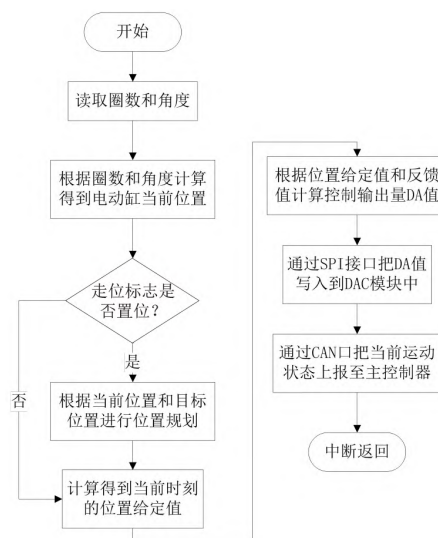 开始
读取圈数和角度
根据圈数和角度计算
得到电动缸当前位置
走位标志是
否置位？
是
否
根据当前位置和目标
位置进行位置规划
计算得到当前时刻
的位置给定值
根据位置给定值和反馈
值计算控制输出量DA值
通过SPI接口把DA值
写入到DAC模块中
通过CAN口把当前运动
状态上报至主控制器
中断返回